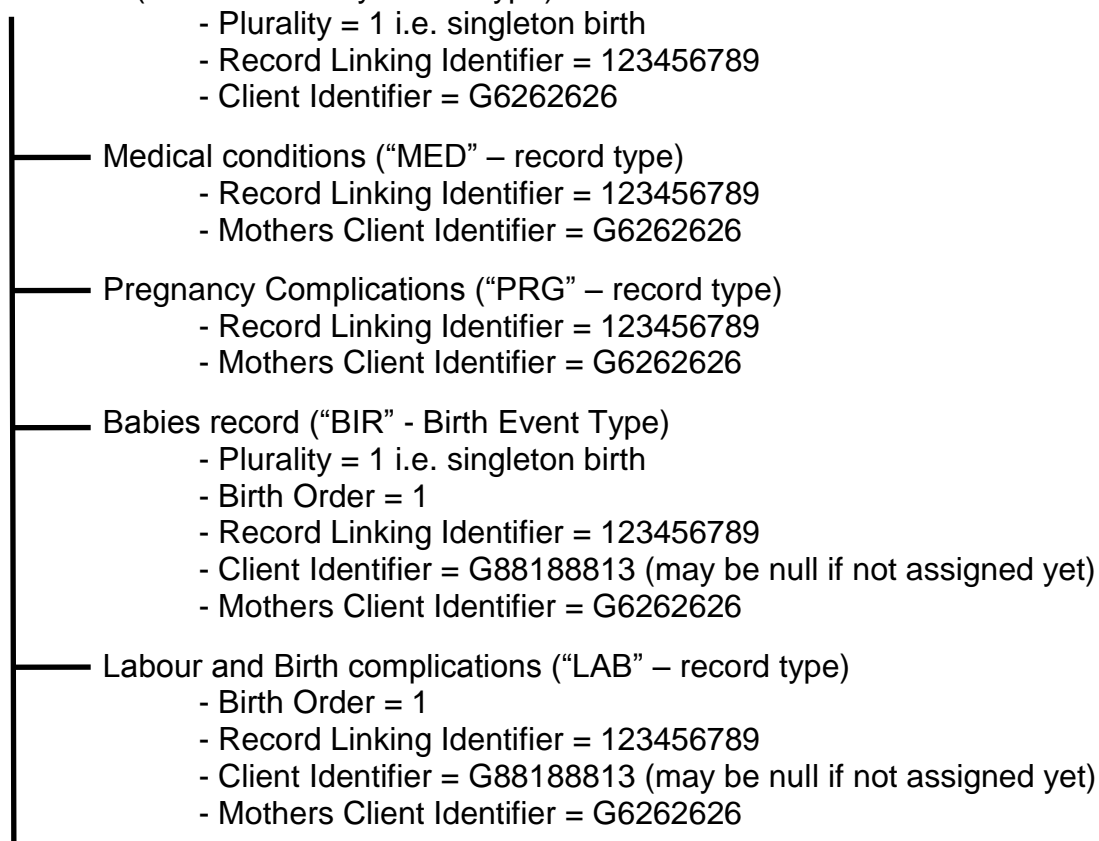 - Plurality = 1 i.e. singleton birth
- Record Linking Identifier = 123456789
- Client Identifier = G6262626
Medical conditions (“MED” – record type)
- Record Linking Identifier = 123456789
- Mothers Client Identifier = G6262626
Pregnancy Complications (“PRG” – record type)
- Record Linking Identifier = 123456789
- Mothers Client Identifier = G6262626
Babies record (“BIR” - Birth Event Type)
- Plurality = 1 i.e. singleton birth
- Birth Order = 1
- Record Linking Identifier = 123456789
- Client Identifier = G88188813 (may be null if not assigned yet)
- Mothers Client Identifier = G6262626
Labour and Birth complications (“LAB” – record type)
- Birth Order = 1
- Record Linking Identifier = 123456789
- Client Identifier = G88188813 (may be null if not assigned yet)
- Mothers Client Identifier = G6262626